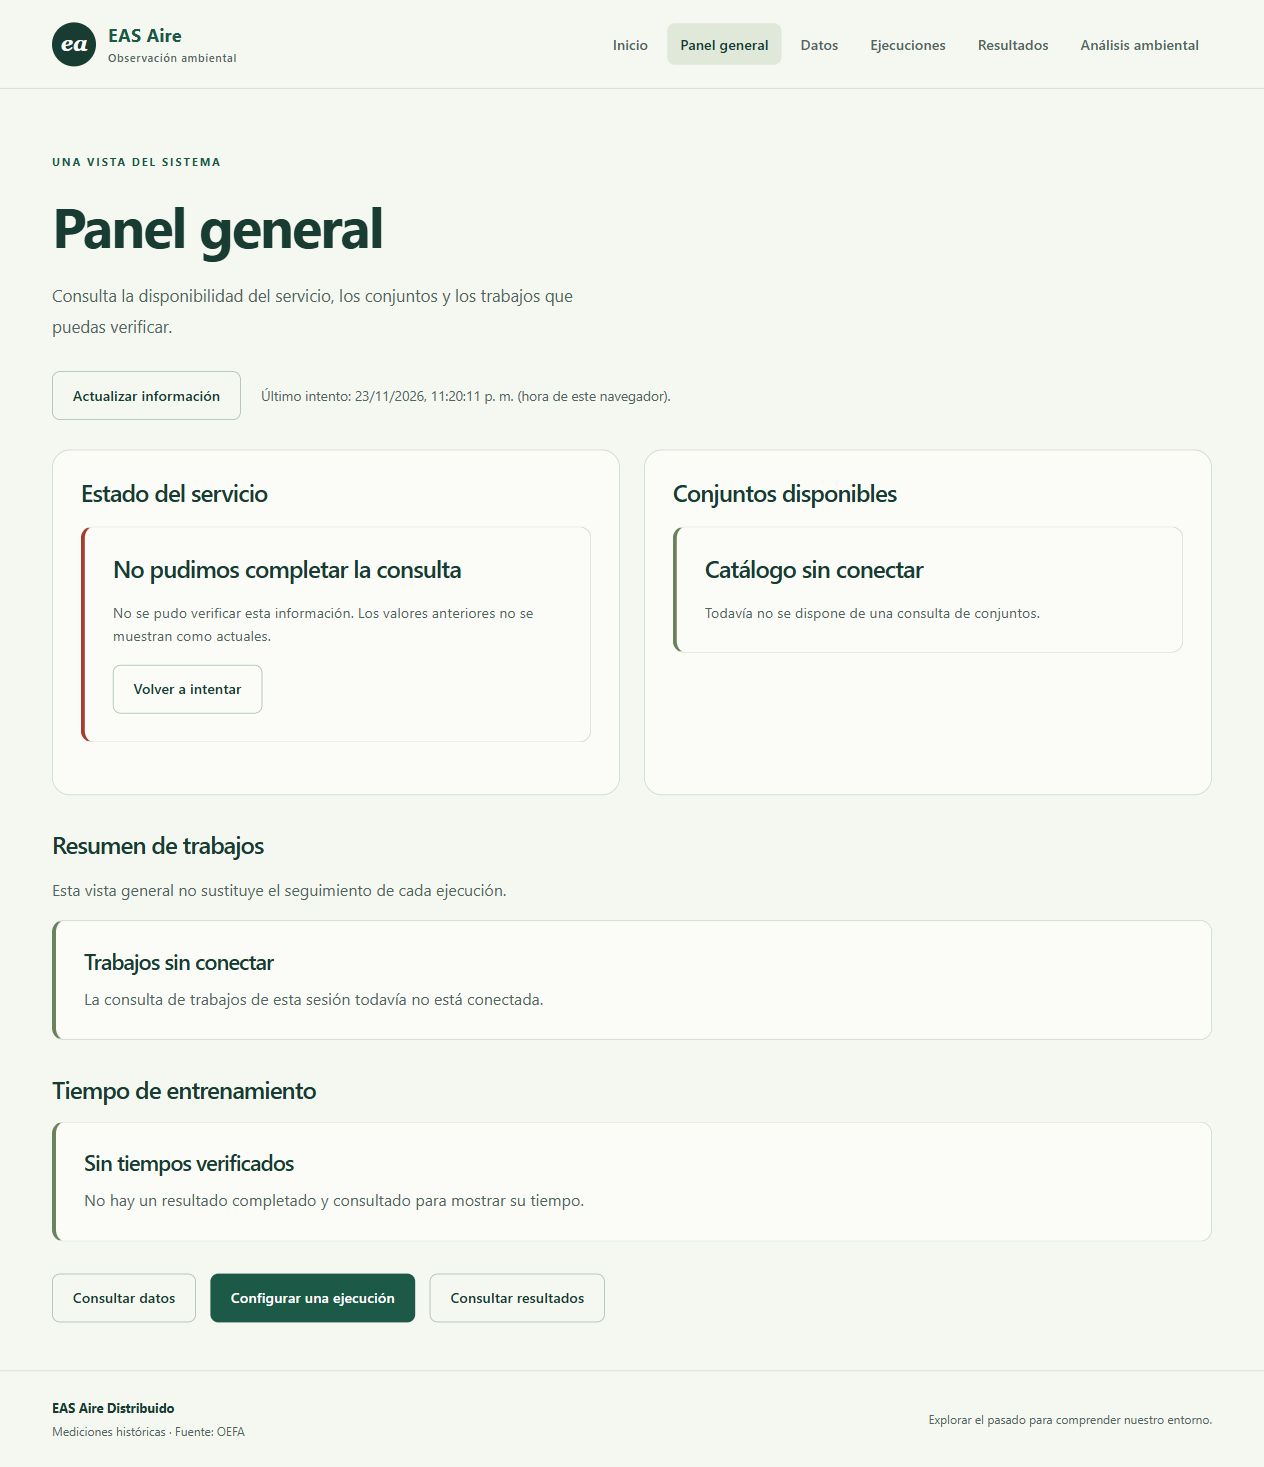 ea
EAS Aire
Observación ambiental
Inicio
Panel general
Datos
Ejecuciones
Resultados
Análisis ambiental
UNA VISTA DEL SISTEMA
Panel general
Consulta la disponibilidad del servicio, los conjuntos y los trabajos que
puedas verificar.
Actualizar información
Último intento: 23/11/2026, 11:20:11 p. m. (hora de este navegador).
Estado del servicio
No pudimos completar la consulta
No se pudo verificar esta información. Los valores anteriores no se
muestran como actuales.
Volver a intentar
Conjuntos disponibles
Catálogo sin conectar
Todavía no se dispone de una consulta de conjuntos.
Resumen de trabajos
Esta vista general no sustituye el seguimiento de cada ejecución.
Trabajos sin conectar
La consulta de trabajos de esta sesión todavía no está conectada.
Tiempo de entrenamiento
Sin tiempos verificados
No hay un resultado completado y consultado para mostrar su tiempo.
Consultar datos
Configurar una ejecución
Consultar resultados
EAS Aire Distribuido
Mediciones históricas · Fuente: OEFA
Explorar el pasado para comprender nuestro entorno.